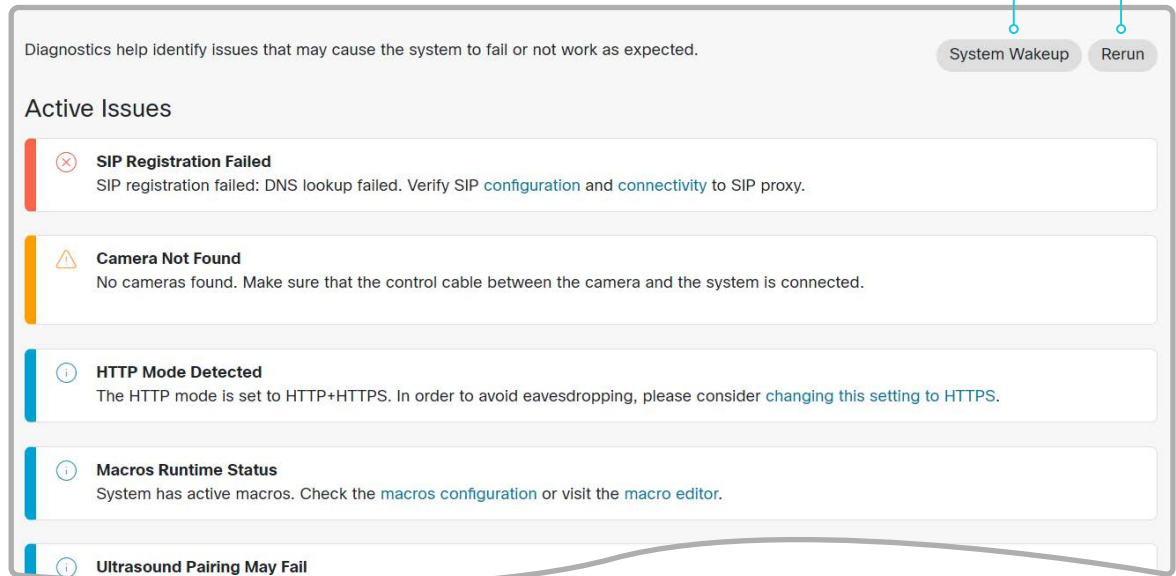 Diagnostics help identify issues that may cause the system to fail or not work as expected.
System Wakeup
Rerun
Active Issues
SIP Registration Failed
SIP registration failed: DNS lookup failed. Verify SIP configuration and connectivity to SIP proxy.
Camera Not Found
No cameras found. Make sure that the control cable between the camera and the system is connected.
HTTP Mode Detected
The HTTP mode is set to HTTP+HTTPS. In order to avoid eavesdropping, please consider changing this setting to HTTPS.
Macros Runtime Status
System has active macros. Check the macros configuration or visit the macro editor.
Ultrasound Pairing May Fail